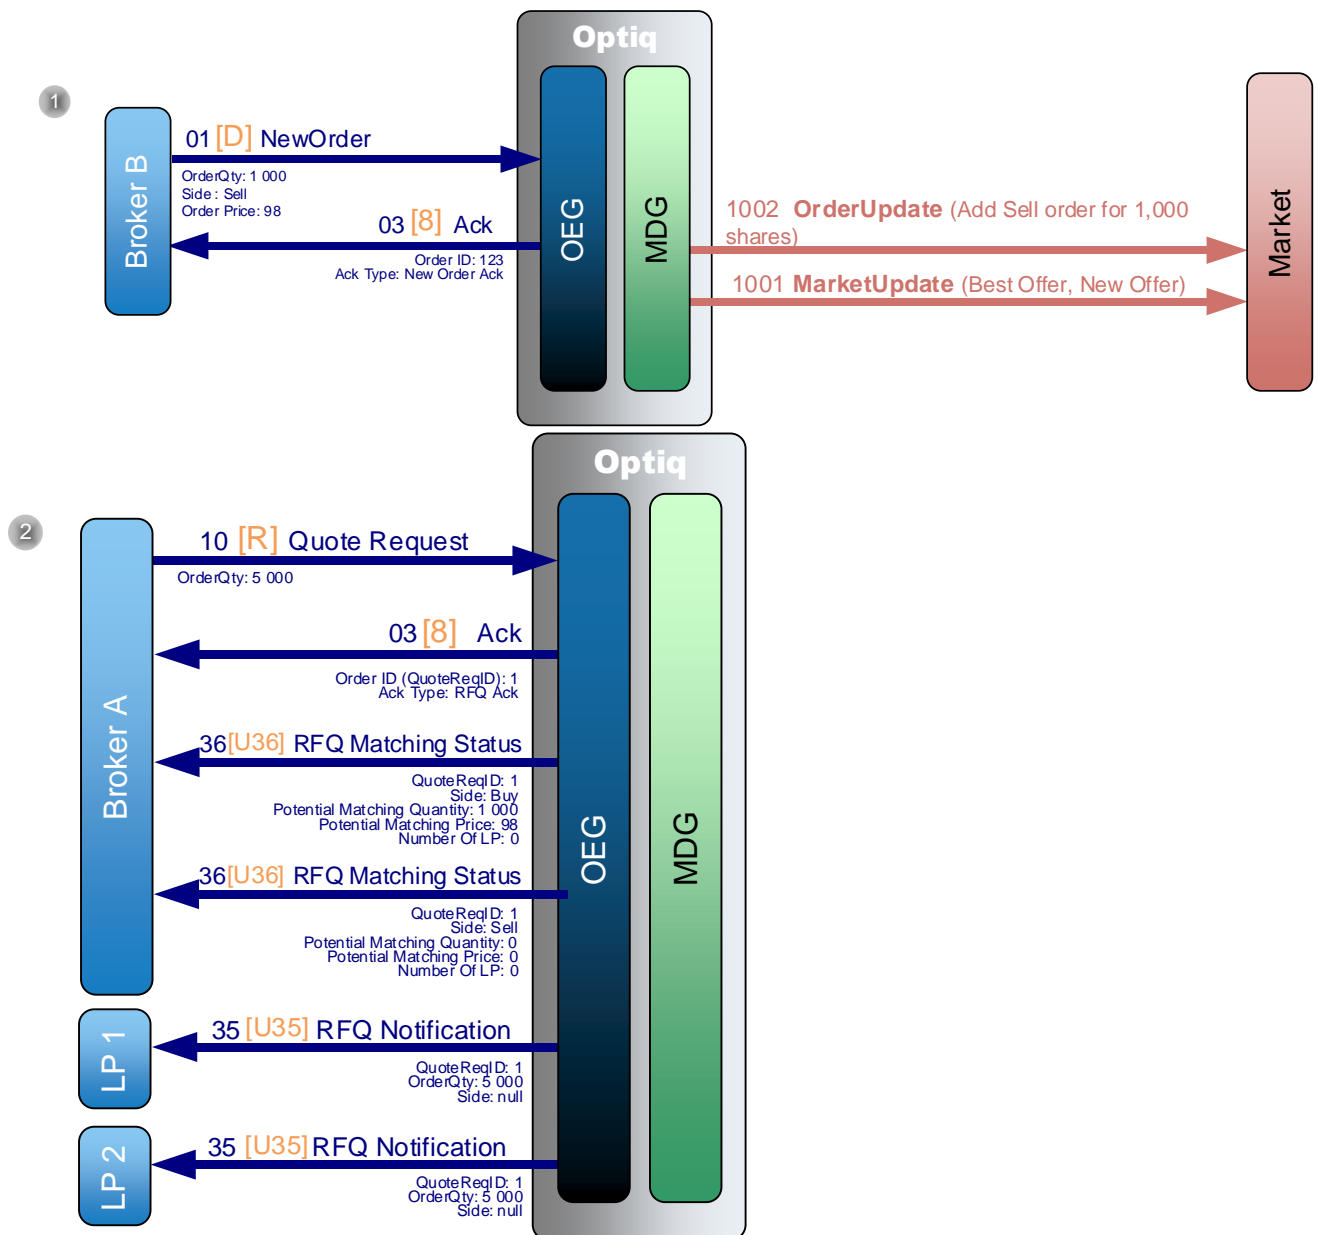 Optiq
1
01 [D] NewOrder
OrderQty: 1 000
Side : Sell
Order Price: 98
03 [8] Ack
Order ID: 123
Ack Type: New Order Ack
Broker B
OEG
MDG
1002 OrderUpdate (Add Sell order for 1,000
shares)
1001 MarketUpdate (Best Offer, New Offer)
Market
Optiq
2
10 [R] Quote Request
OrderQty: 5 000
03 [8] Ack
Order ID (QuoteReqID): 1
Ack Type: RFQ Ack
36[U36] RFQ Matching Status
QuoteReqID: 1
Side: Buy
Potential Matching Quantity: 1 000
Potential Matching Price: 98
Number Of LP: 0
36[U36] RFQ Matching Status
QuoteReqID: 1
Side: Sell
Potential Matching Quantity: 0
Potential Matching Price: 0
Number Of LP: 0
Broker A
OEG
MDG
LP 1
35 [U35] RFQ Notification
QuoteReqID: 1
OrderQty: 5 000
Side: null
LP 2
35 [U35] RFQ Notification
QuoteReqID: 1
OrderQty: 5 000
Side: null